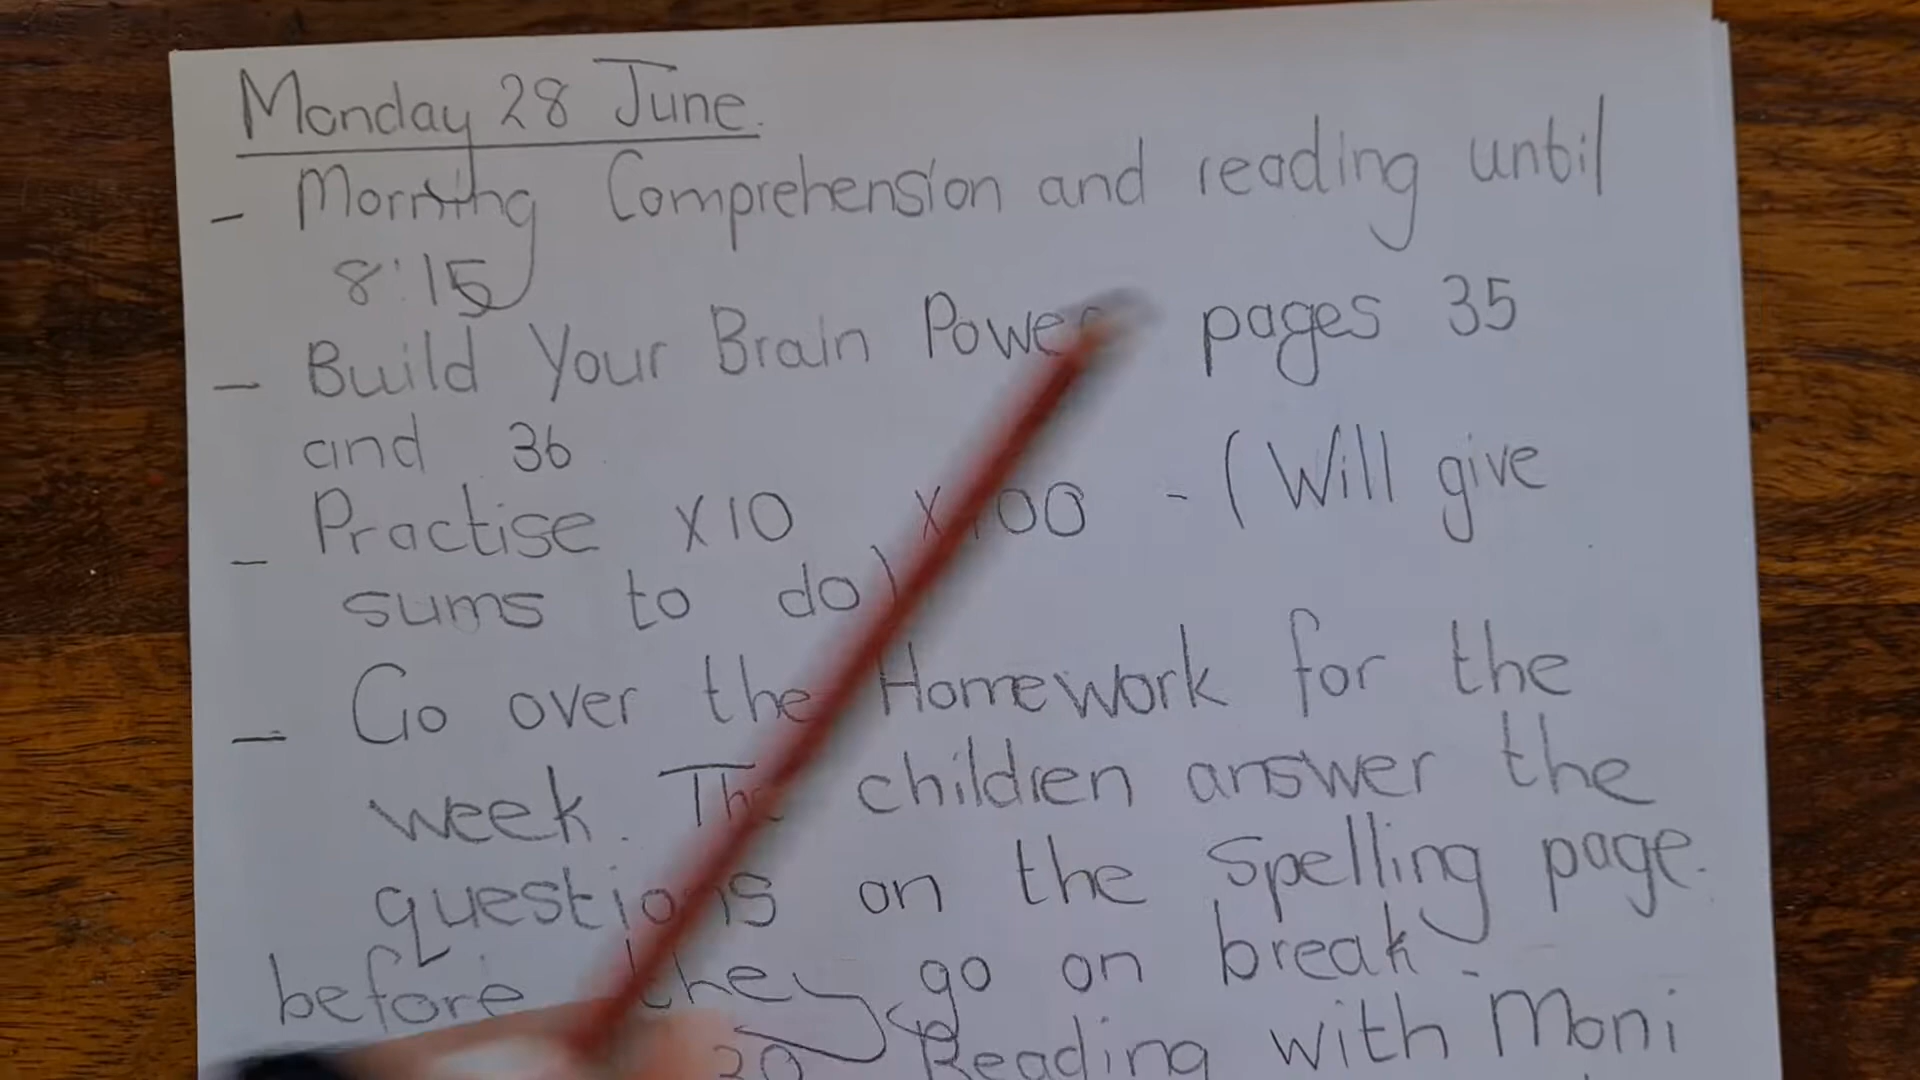 Monday 28 June.
- Morning Comprehension and reading until
8:15
- Build Your Brain Power pages 35
and 36
- Practise X10 X100 - (Will give
sums to do)
- Go over the Homework for the
week. The children answer the
questions on the spelling page.
before they go on break.
30 Reading with Moni